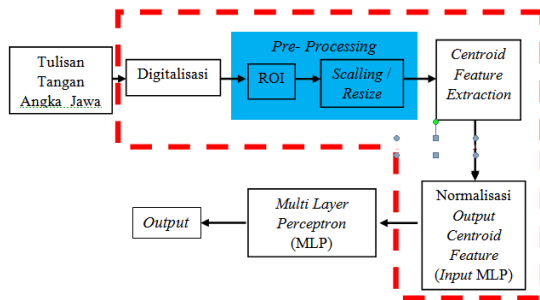 Pre- Processing
Tulisan
Tangan
Angka Jawa
Digitalisasi
ROI
Scalling /
Resize
Centroid
Feature
Extraction
Normalisasi
Output
Centroid
Feature
(Input MLP)
Multi Layer
Perceptron
(MLP)
Output